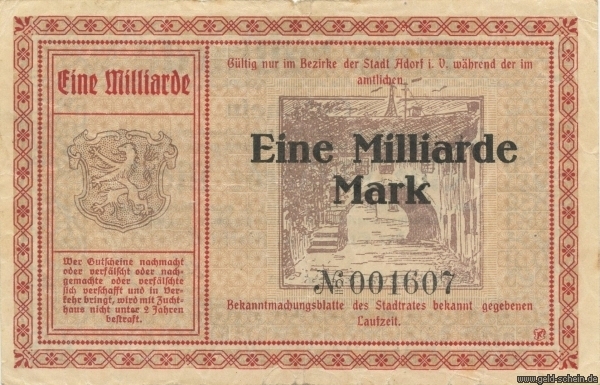 Eine Milliarde
Wer Gutscheine nachmacht
oder verfälscht oder nach-
gemachte oder verfälschte
sich verschafft und in Ver-
kehr bringt, wird mit Zucht-
haus nicht unter 2 Jahren
bestraft.
Gültig nur im Bezirke der Stadt Adorf i. V. während der im
amtlichen
Eine Milliarde
Mark
No 001607
Bekanntmachungsblatte des Stadtrates bekannt gegebenen
Laufzeit.
www.geld-schein.de